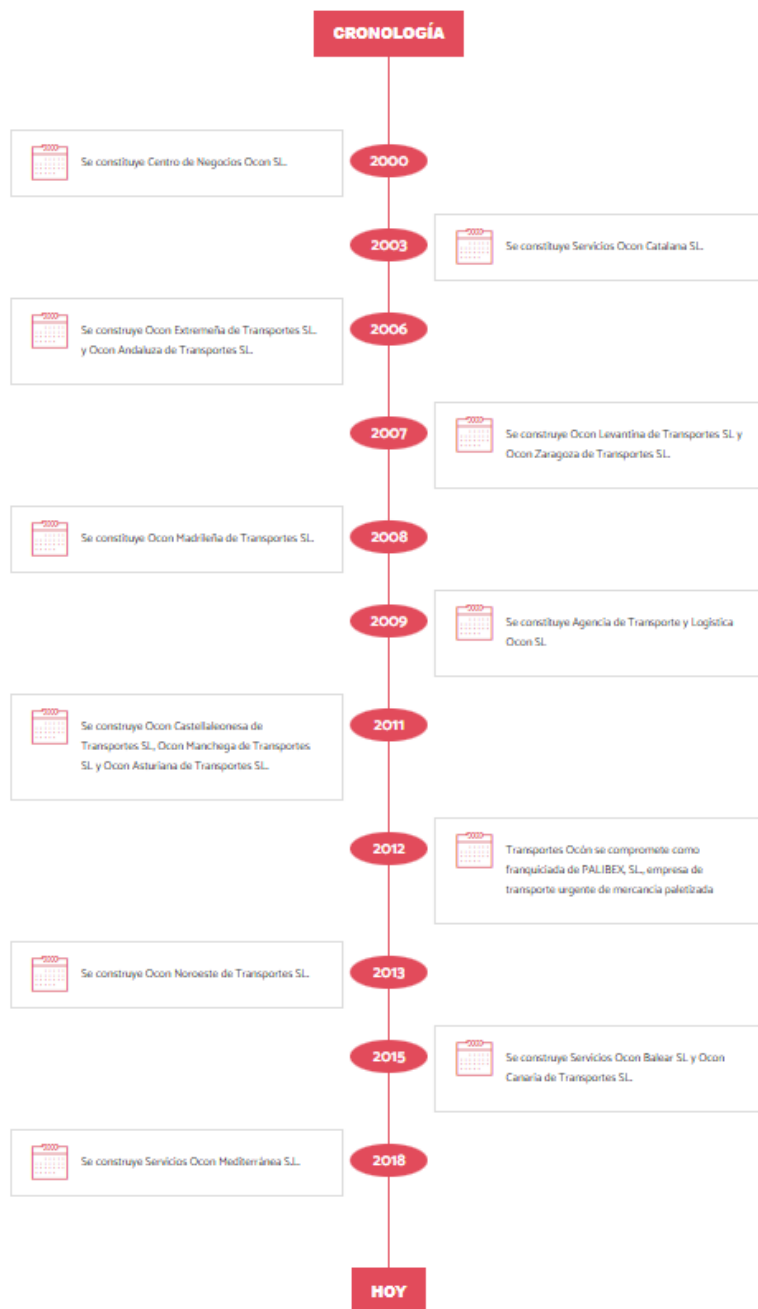 CRONOLOGÍA
Se constituye Centro de Negocios Ocon SL.
2000
2003
Se constituye Servicios Ocon Catalana SL.
Se construye Ocon Extremeña de Transportes SL.
y Ocon Andaluza de Transportes SL.
2006
2007
Se construye Ocon Levantina de Transportes SL y
Ocon Zaragoza de Transportes SL.
Se constituye Ocon Madrileña de Transportes SL.
2008
2009
Se constituye Agencia de Transporte y Logística
Ocon SL
Se construye Ocon Castellaleonesa de
Transportes SL, Ocon Manchega de Transportes
SL y Ocon Asturiana de Transportes SL.
2011
2012
Transportes Ocón se compromete como
franquiciada de PALIBEX, SL., empresa de
transporte urgente de mercancía paletizada
Se construye Ocon Noroeste de Transportes SL.
2013
2015
Se construye Servicios Ocon Balear SL y Ocon
Canaria de Transportes SL.
Se construye Servicios Ocon Mediterránea S.L.
2018
HOY